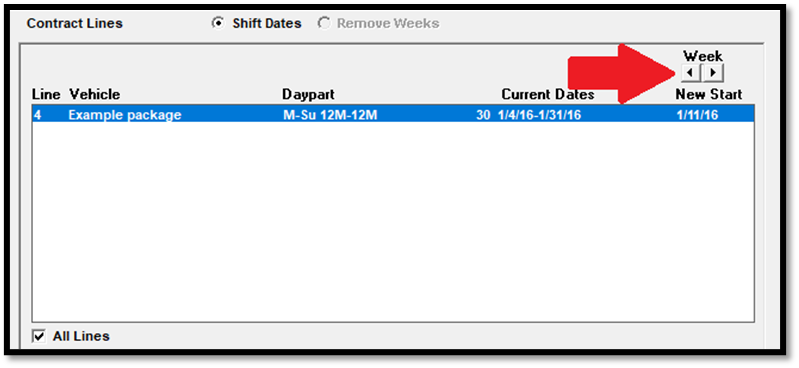 Contract Lines Shift Dates Remove Weeks
Week
Line Vehicle Daypart Current Dates New Start
4 Example package M-Su 12M-12M 30 1/4/16-1/31/16 1/11/16
All Lines